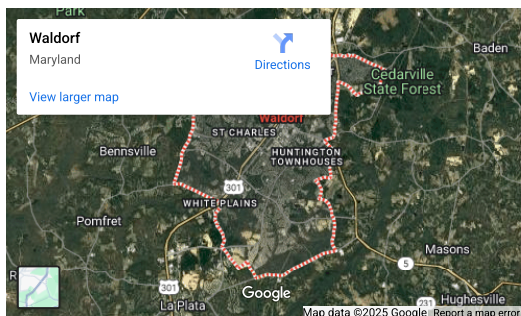 Park
Waldorf
Maryland
Directions
View larger map
Baden
Cedarville
State Forest
Waldorf
ST CHARLES
Bennsville
HUNTINGTON
TOWNHOUSES
301
WHITE PLAINS
Pomfret
Masons
5
R
301
La Plata
Google
231
Hughesville
Map data ©2025 Google
Report a map error